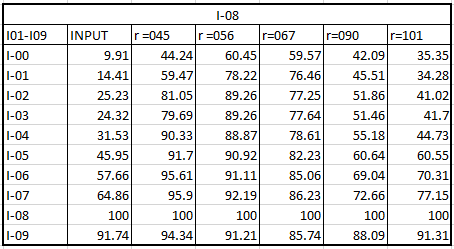 I-08
I01-I09 INPUT r =045 r =056 r=067 r=090 r=101
I-00 9.91 44.24 60.45 59.57 42.09 35.35
I-01 14.41 59.47 78.22 76.46 45.51 34.28
I-02 25.23 81.05 89.26 77.25 51.86 41.02
I-03 24.32 79.69 89.26 77.64 51.46 41.7
I-04 31.53 90.33 88.87 78.61 55.18 44.73
I-05 45.95 91.7 90.92 82.23 60.64 60.55
I-06 57.66 95.61 91.11 85.06 69.04 70.31
I-07 64.86 95.9 92.19 86.23 72.66 77.15
I-08 100 100 100 100 100 100
I-09 91.74 94.34 91.21 85.74 88.09 91.31